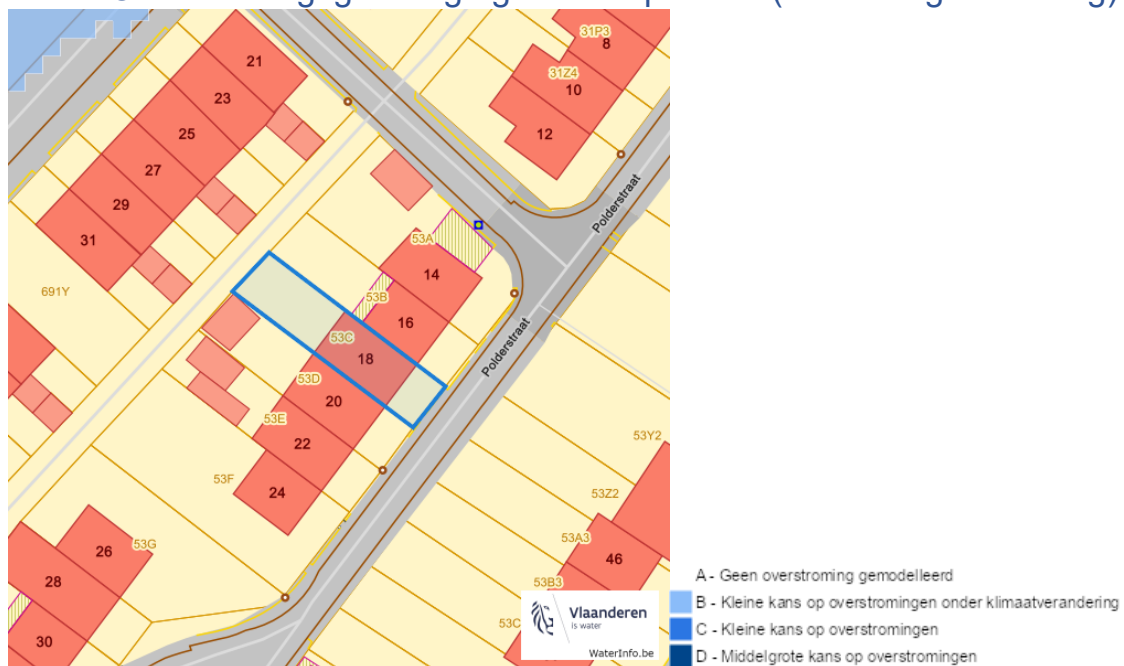 21
31P3
8
23
31Z4
10
25
12
27
29
Polderstraat
31
53A
14
691Y
53B
16
53C
18
Polderstraat
53D
20
53E
22
53Y2
53F
24
53Z2
26
53G
53A3
46
28
53B3
A - Geen overstroming gemodelleerd
B - Kleine kans op overstromingen onder klimaatverandering
Vlaanderen
is water
53C
C - Kleine kans op overstromingen
30
WaterInfo.be
D - Middelgrote kans op overstromingen